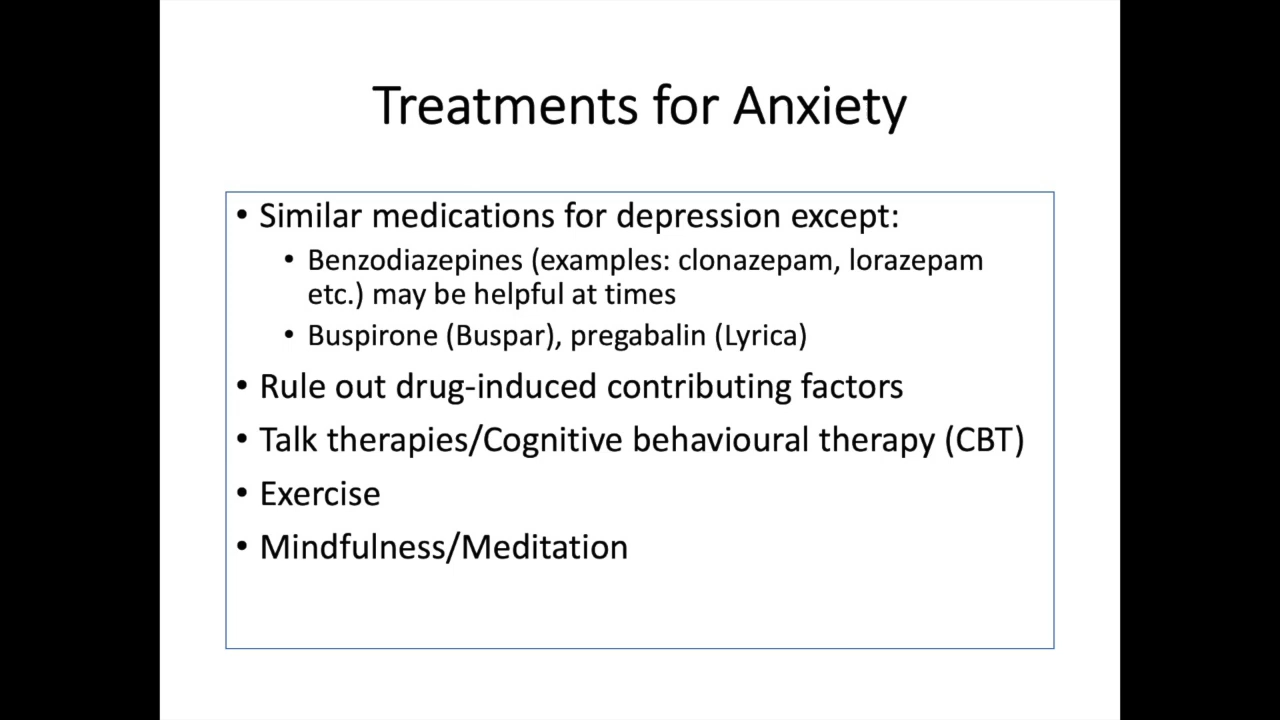 Treatments for Anxiety
• Similar medications for depression except:
• Benzodiazepines (examples: clonazepam, lorazepam
etc.) may be helpful at times
• Buspirone (Buspar), pregabalin (Lyrica)
• Rule out drug-induced contributing factors
• Talk therapies/Cognitive behavioural therapy (CBT)
• Exercise
• Mindfulness/Meditation